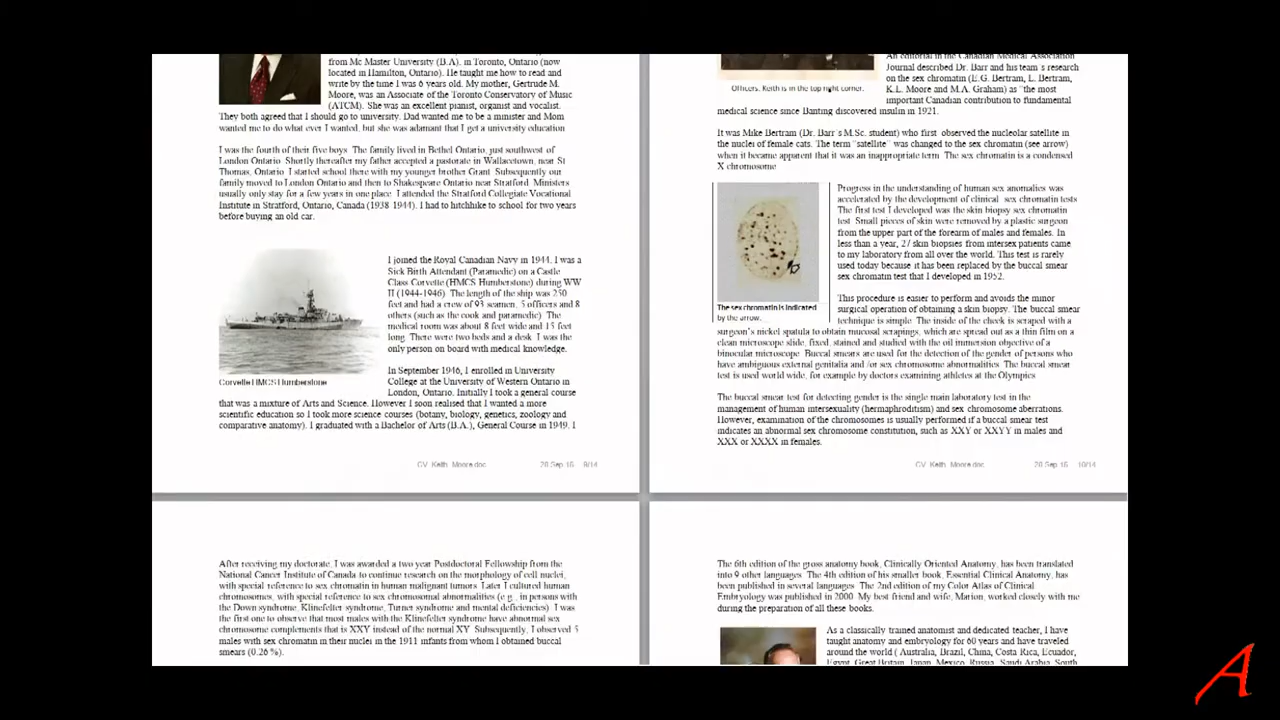 from Mc Master University (B.A). in Toronto, Ontario (now
located in Hamilton, Ontario). He taught me how to read and
write by the time I was 6 years old. My mother, Gertrude M.
Moore, was an Associate of the Toronto Conservatory of Music
(ATCM). She was an excellent pianist, organist and vocalist.
They both agreed that I should go to university. Dad wanted me to be a minister and Mom
wanted me to do what ever I wanted, but she was adamant that I get a university education
I was the fourth of their five boys. The family lived in Bethel Ontario, just southwest of
London Ontario. Shortly thereafter my father accepted a pastorate in Wallacetown, near St
Thomas, Ontario. I started school there with my younger brother Grant. Subsequently our
family moved to London Ontario and then to Shakespeare Ontario near Stratford. Ministers
usually only stay for a few years in one place. I attended the Stratford Collegiate Vocational
Institute in Stratford, Ontario, Canada (1938-1944). I had to hitchhike to school for two years
before buying an old car.
I joined the Royal Canadian Navy in 1944. I was a
Sick Birth Attendant (Paramedic) on a Castle
Class Corvette (HMCS Humberstone) during WW
II (1944-1946). The length of the ship was 250
feet and had a crew of 93 seamen, 5 officers and 8
others (such as the cook and paramedic). The
medical room was about 8 feet wide and 15 feet
long. There were two beds and a desk. I was the
only person on board with medical knowledge.
Corvette HMCS Humberstone
In September 1946, I enrolled in University
College at the University of Western Ontario in
London, Ontario. Initially I took a general course
that was a mixture of Arts and Science. However I soon realised that I wanted a more
scientific education so I took more science courses (botany, biology, genetics, zoology and
comparative anatomy). I graduated with a Bachelor of Arts (B.A.), General Course in 1949. I
CV Keith Moore.doc 20 Sep 16 9/14
An editorial in the Canadian Medical Association
Journal described Dr. Barr and his team's research
on the sex chromatin (E.G. Bertram, L. Bertram,
K.L. Moore and M.A. Graham) as "the most
important Canadian contribution to fundamental
Officers. Keith is in the top right corner.
medical science since Banting discovered insulin in 1921.
It was Mike Bertram (Dr. Barr's M.Sc. student) who first observed the nucleolar satellite in
the nuclei of female cats. The term "satellite" was changed to the sex chromatin (see arrow)
when it became apparent that it was an inappropriate term. The sex chromatin is a condensed
X chromosome
Progress in the understanding of human sex anomalies was
accelerated by the development of clinical sex chromatin tests
The first test I developed was the skin biopsy sex chromatin
test. Small pieces of skin were removed by a plastic surgeon
from the upper part of the forearm of males and females. In
less than a year, 27 skin biopsies from intersex patients came
to my laboratory from all over the world. This test is rarely
used today because it has been replaced by the buccal smear
sex chromatin test that I developed in 1952.
The sex chromatin is indicated
by the arrow.
This procedure is easier to perform and avoids the minor
surgical operation of obtaining a skin biopsy. The buccal smear
technique is simple. The inside of the cheek is scraped with a
surgeon's nickel spatula to obtain mucosal scrapings, which are spread out as a thin film on a
clean microscope slide, fixed, stained and studied with the oil immersion objective of a
binocular microscope. Buccal smears are used for the detection of the gender of persons who
have ambiguous external genitalia and /or sex chromosome abnormalities. The buccal smear
test is used world wide, for example by doctors examining athletes at the Olympics
The buccal smear test for detecting gender is the single main laboratory test in the
management of human intersexuality (hermaphroditism) and sex chromosome aberrations.
However, examination of the chromosomes is usually performed if a buccal smear test
indicates an abnormal sex chromosome constitution, such as XXY or XXYY in males and
XXX or XXXX in females.
CV Keith Moore.doc 20 Sep 16 10/14
After receiving my doctorate, I was awarded a two year Postdoctoral Fellowship from the
National Cancer Institute of Canada to continue research on the morphology of cell nuclei,
with special reference to sex chromatin in human malignant tumors. Later I cultured human
chromosomes, with special reference to sex chromosomal abnormalities (e.g., in persons with
the Down syndrome, Klinefelter syndrome, Turner syndrome and mental deficiencies). I was
the first one to observe that most males with the Klinefelter syndrome have abnormal sex
chromosome complements that is XXY instead of the normal XY. Subsequently, I observed 5
males with sex chromatin in their nuclei in the 1911 infants from whom I obtained buccal
smears (0.26 %).
The 6th edition of the gross anatomy book, Clinically Oriented Anatomy, has been translated
into 9 other languages. The 4th edition of his smaller book, Essential Clinical Anatomy, has
been published in several languages. The 2nd edition of my Color Atlas of Clinical
Embryology was published in 2000. My best friend and wife, Marion, worked closely with me
during the preparation of all these books.
As a classically trained anatomist and dedicated teacher, I have
taught anatomy and embryology for 60 years and have traveled
around the world ( Australia, Brazil, China, Costa Rica, Ecuador,
Egypt, Great Britain, Japan, Mexico, Russia, Saudi Arabia, South
A